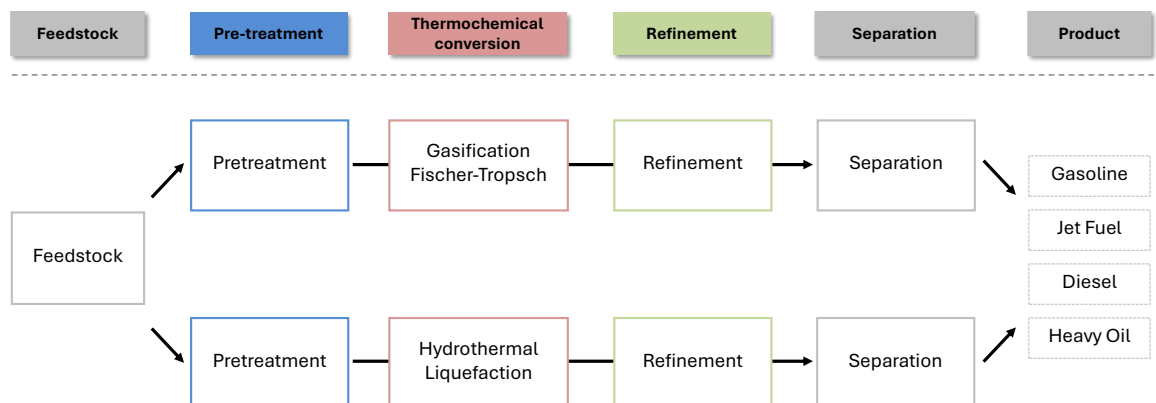 Feedstock
Pre-treatment
Thermochemical
conversion
Refinement
Separation
Product
Pretreatment
Gasification
Fischer-Tropsch
Refinement
Separation
Gasoline
Jet Fuel
Feedstock
Diesel
Heavy Oil
Pretreatment
Hydrothermal
Liquefaction
Refinement
Separation